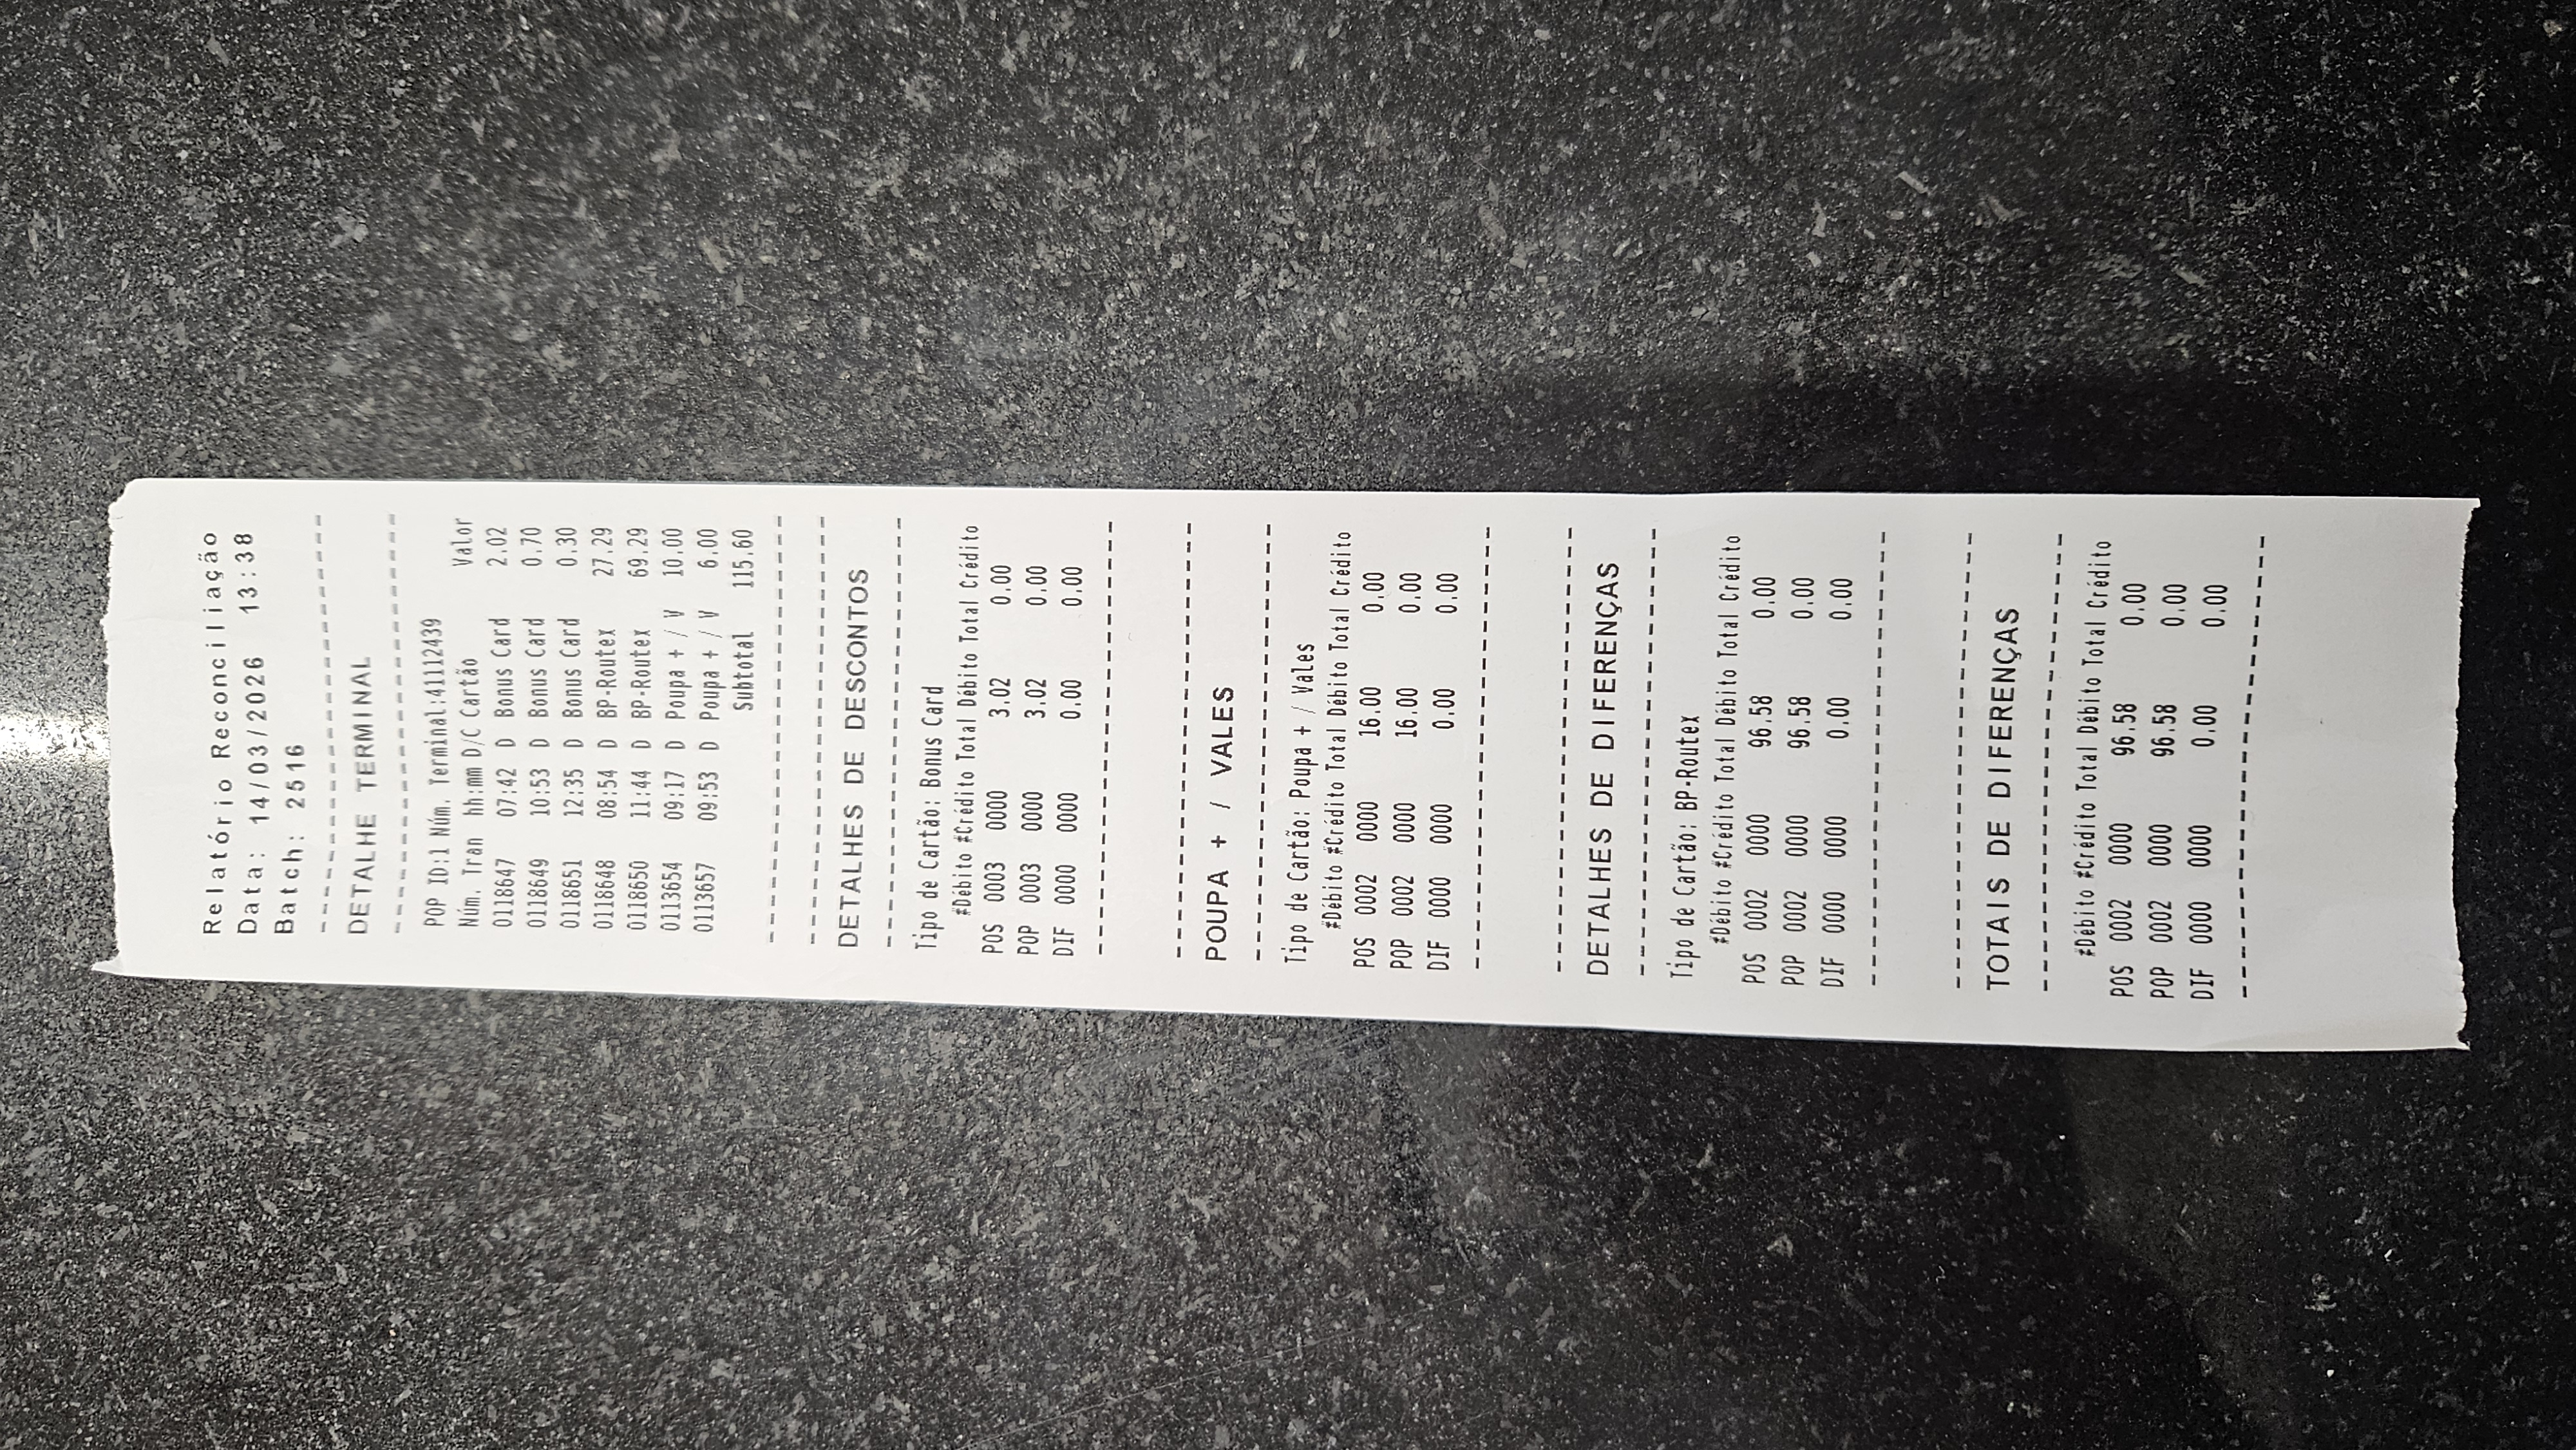 Relatório Reconciliação
Data: 14/03/2026 13:38
Batch: 2516
DETALHE TERMINAL
POP ID:1 Núm. Terminal:41112439
Núm. Tran hh:mm D/C Cartão Valor
0118647 07:42 D Bonus Card 2.02
0118649 10:53 D Bonus Card 0.70
0118651 12:35 D Bonus Card 0.30
0118648 08:54 D BP-Routex 27.29
0118650 11:44 D BP-Routex 69.29
0113654 09:17 D Poupa + / V 10.00
0113657 09:53 D Poupa + / V 6.00
Subtotal 115.60
DETALHES DE DESCONTOS
Tipo de Cartão: Bonus Card
#Débito #Crédito Total Débito Total Crédito
POS 0003 0000 3.02 0.00
POP 0003 0000 3.02 0.00
DIF 0000 0000 0.00 0.00
POUPA + / VALES
Tipo de Cartão: Poupa + / Vales
#Débito #Crédito Total Débito Total Crédito
POS 0002 0000 16.00 0.00
POP 0002 0000 16.00 0.00
DIF 0000 0000 0.00 0.00
DETALHES DE DIFERENÇAS
Tipo de Cartão: BP-Routex
#Débito #Crédito Total Débito Total Crédito
POS 0002 0000 96.58 0.00
POP 0002 0000 96.58 0.00
DIF 0000 0000 0.00 0.00
TOTAIS DE DIFERENÇAS
#Débito #Crédito Total Débito Total Crédito
POS 0002 0000 96.58 0.00
POP 0002 0000 96.58 0.00
DIF 0000 0000 0.00 0.00